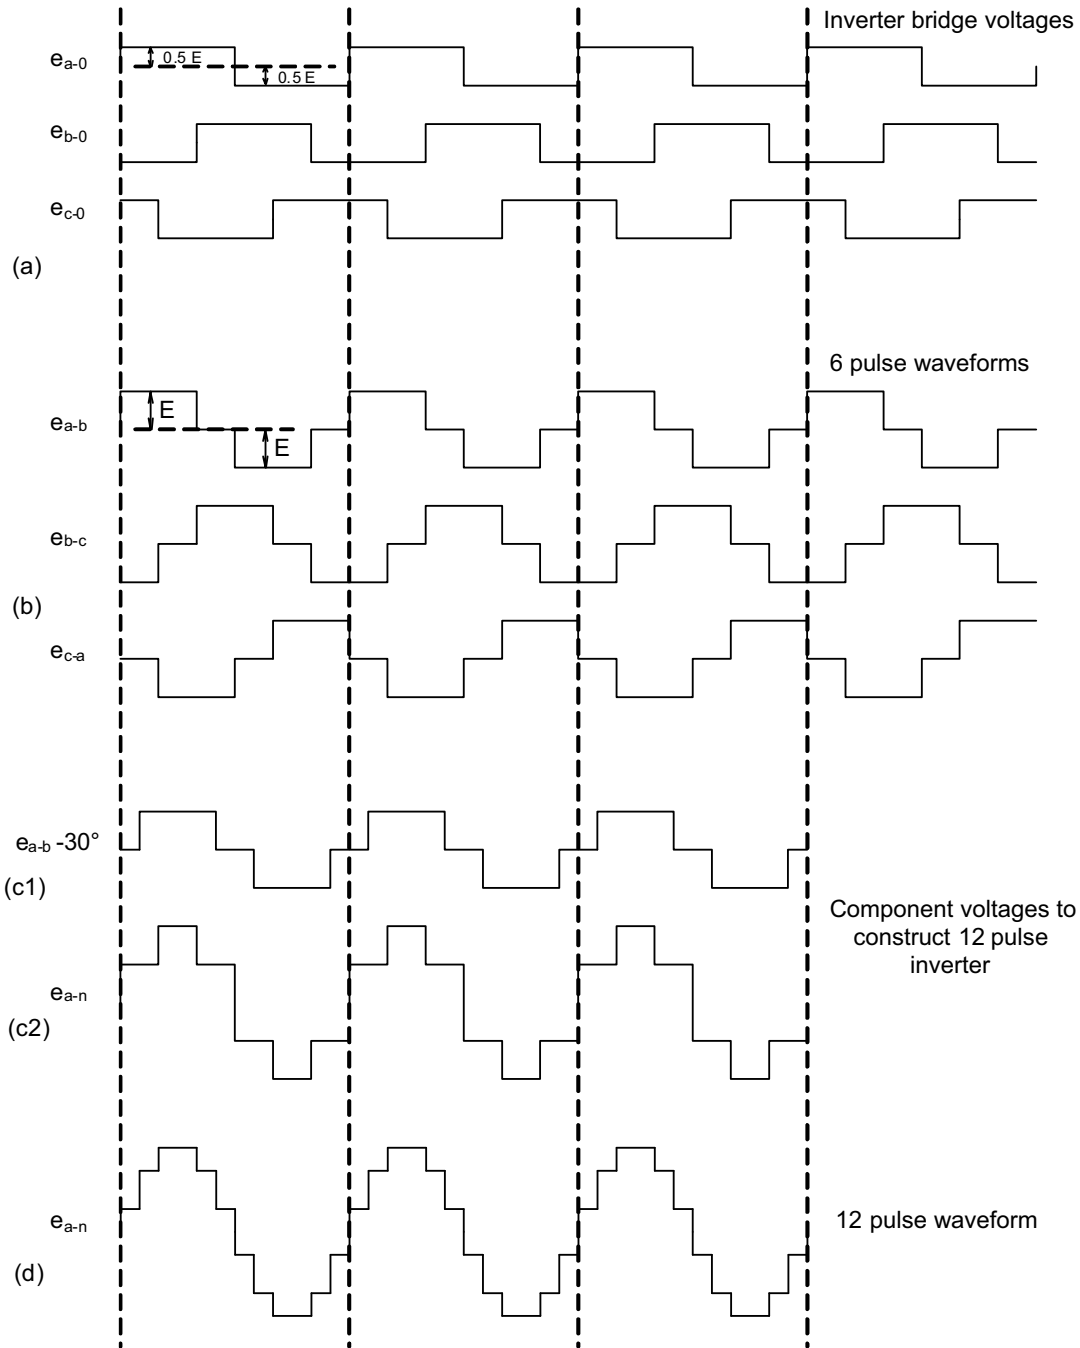 Inverter bridge voltages
ea-0
0.5 E
0.5 E
eb-0
ec-0
(a)
6 pulse waveforms
ea-b
E
E
eb-c
(b)
ec-a
ea-b -30°
(c1)
Component voltages to
construct 12 pulse
inverter
ea-n
(c2)
ea-n
12 pulse waveform
(d)